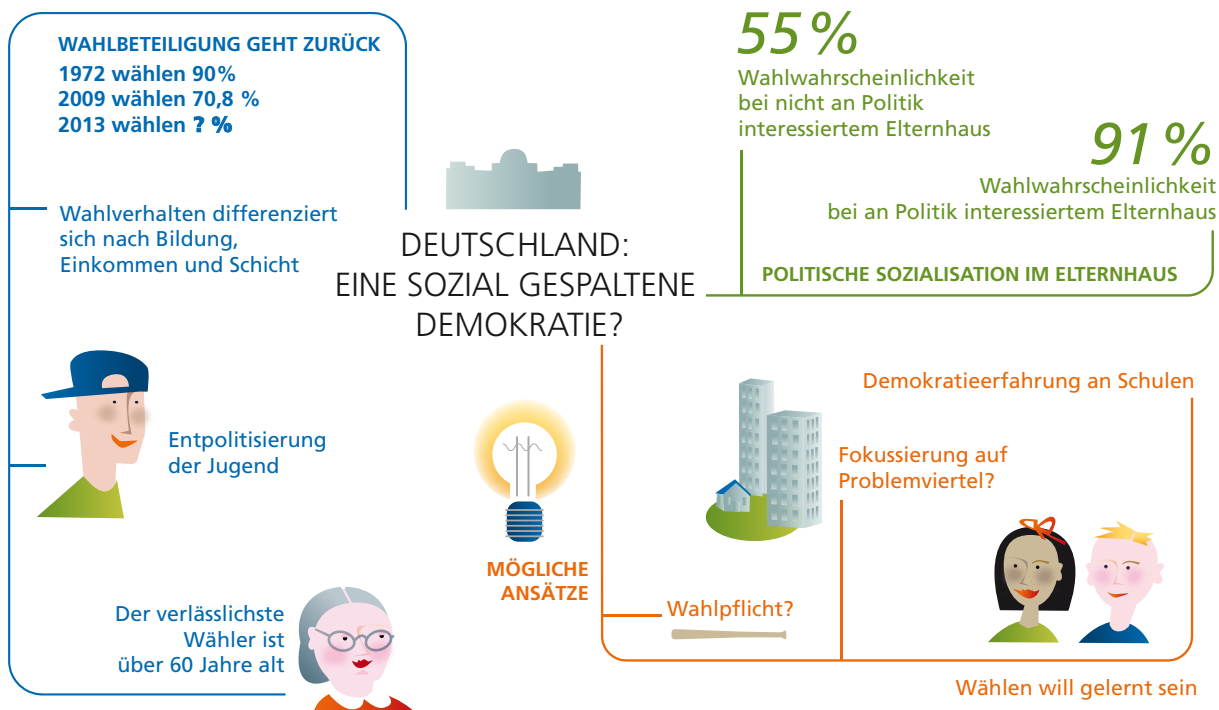 WAHLBETEILIGUNG GEHT ZURÜCK
1972 wählen 90%
2009 wählen 70,8 %
2013 wählen ? %
Wahlverhalten differenziert
sich nach Bildung,
Einkommen und Schicht
Entpolitisierung
der Jugend
Der verlässlichste
Wähler ist
über 60 Jahre alt
DEUTSCHLAND:
EINE SOZIAL GESPALTENE
DEMOKRATIE?
55 %
Wahlwahrscheinlichkeit
bei nicht an Politik
interessiertem Elternhaus
91 %
Wahlwahrscheinlichkeit
bei an Politik interessiertem Elternhaus
POLITISCHE SOZIALISATION IM ELTERNHAUS
MÖGLICHE
ANSÄTZE
Wahlpflicht?
Fokussierung auf
Problemviertel?
Demokratieerfahrung an Schulen
Wählen will gelernt sein